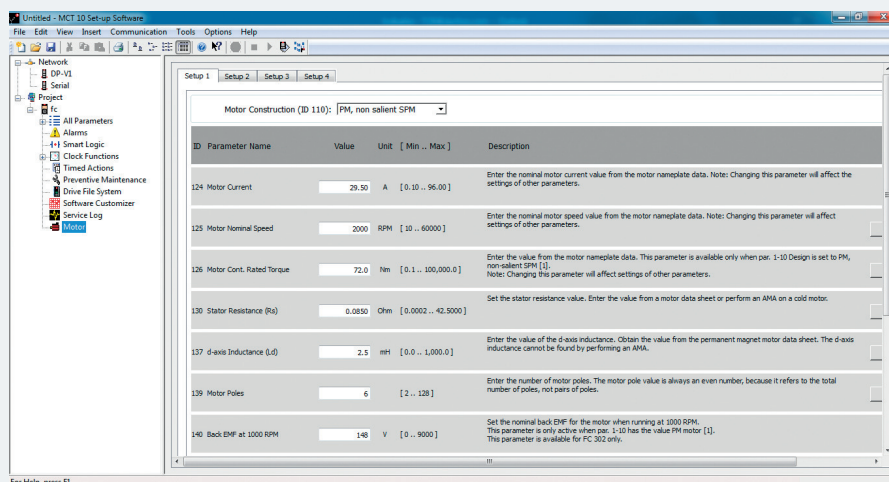 Untitled - MCT 10 Set-up Software
File Edit View Insert Communication Tools Options Help
Network
DP-V1
Serial
Project
fc
All Parameters
Alarms
Smart Logic
Clock Functions
Timed Actions
Preventive Maintenance
Drive File System
Software Customizer
Service Log
Motor
Setup 1 Setup 2 Setup 3 Setup 4
Motor Construction (ID 110): PM, non salient SPM
ID Parameter Name Value Unit [ Min .. Max ] Description
124 Motor Current 29.50 A [ 0.10 .. 96.00 ] Enter the nominal motor current value from the motor nameplate data. Note: Changing this parameter will affect the
settings of other parameters.
125 Motor Nominal Speed 2000 RPM [ 10 .. 60000 ] Enter the nominal motor speed value from the motor nameplate data. Note: Changing this parameter will affect
settings of other parameters.
126 Motor Cont. Rated Torque 72.0 Nm [ 0.1 .. 100,000.0 ] Enter the value from the motor nameplate data. This parameter is available only when par. 1-10 Design is set to PM,
non-salient SPM [1].
Note: Changing this parameter will affect settings of other parameters.
130 Stator Resistance (Rs) 0.0850 Ohm [ 0.0002 .. 42.5000 ] Set the stator resistance value. Enter the value from a motor data sheet or perform an AMA on a cold motor.
137 d-axis Inductance (Ld) 2.5 mH [ 0.0 .. 1,000.0 ] Enter the value of the d-axis inductance. Obtain the value from the permanent magnet motor data sheet. The d-axis
inductance cannot be found by performing an AMA.
139 Motor Poles 6 [ 2 .. 128 ] Enter the number of motor poles. The motor pole value is always an even number, because it refers to the total
number of poles, not pairs of poles.
140 Back EMF at 1000 RPM 148 V [ 0 .. 9000 ] Set the nominal back EMF for the motor when running at 1000 RPM.
This parameter is only active when par. 1-10 has the value PM motor [1].
This parameter is available for FC 302 only.
For Help, press F1